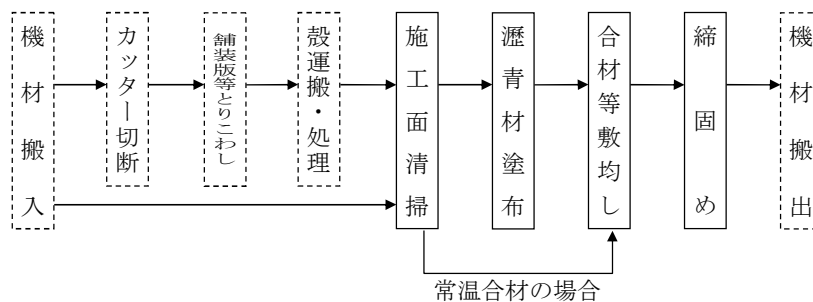 機材搬入
カッター切断
舗装版等とりこわし
殻運搬・処理
施工面清掃
瀝青材塗布
合材等敷均し
締固め
機材搬出
常温合材の場合